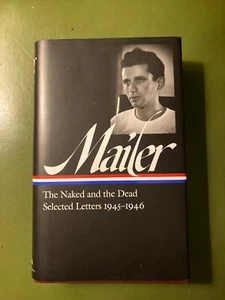 Mailer
The Naked and the Dead
Selected Letters 1945–1946